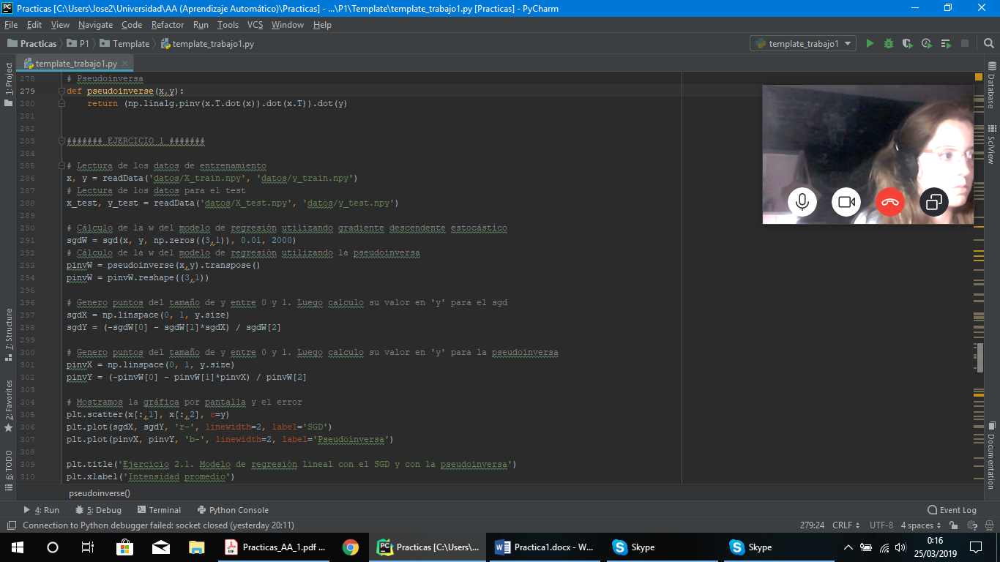 Practicas [C:\Users\Jose2\Universidad\AA (Aprendizaje Automático)\Practicas] - ...\P1\Template\template_trabajo1.py [Practicas] - PyCharm
File Edit View Navigate Code Refactor Run Tools VCS Window Help
Practicas P1 Template template_trabajo1.py template_trabajo1
template_trabajo1.py
1: Project
7: Structure
2: Favorites
6: TODO
Database
SciView
Documentation
278 # Pseudoinversa
279 def pseudoinverse(x,y):
280 return (np.linalg.pinv(x.T.dot(x)).dot(x.T)).dot(y)
281
282
283 ####### EJERCICIO 1 #######
284
285 # Lectura de los datos de entrenamiento
286 x, y = readData('datos/X_train.npy', 'datos/y_train.npy')
287 # Lectura de los datos para el test
288 x_test, y_test = readData('datos/X_test.npy', 'datos/y_test.npy')
289
290 # Cálculo de la w del modelo de regresión utilizando gradiente descendente estocástico
291 sgdW = sgd(x, y, np.zeros((3,1)), 0.01, 2000)
292 # Cálculo de la w del modelo de regresión utilizando la pseudoinversa
293 pinvW = pseudoinverse(x,y).transpose()
294 pinvW = pinvW.reshape((3,1))
295
296 # Genero puntos del tamaño de y entre 0 y 1. Luego calculo su valor en 'y' para el sgd
297 sgdX = np.linspace(0, 1, y.size)
298 sgdY = (-sgdW[0] - sgdW[1]*sgdX) / sgdW[2]
299
300 # Genero puntos del tamaño de y entre 0 y 1. Luego calculo su valor en 'y' para la pseudoinversa
301 pinvX = np.linspace(0, 1, y.size)
302 pinvY = (-pinvW[0] - pinvW[1]*pinvX) / pinvW[2]
303
304 # Mostramos la gráfica por pantalla y el error
305 plt.scatter(x[:,1], x[:,2], c=y)
306 plt.plot(sgdX, sgdY, 'r-', linewidth=2, label='SGD')
307 plt.plot(pinvX, pinvY, 'b-', linewidth=2, label='Pseudoinversa')
308
309 plt.title('Ejercicio 2.1. Modelo de regresión lineal con el SGD y con la pseudoinversa')
310 plt.xlabel('Intensidad promedio')
pseudoinverse()
4: Run 5: Debug Terminal Python Console Event Log
Connection to Python debugger failed: socket closed (yesterday 20:11) 279:24 CRLF UTF-8 4 spaces
Practicas_AA_1.pdf ... Practicas [C:\Users\... Practica1.docx - W... Skype Skype 0:16
25/03/2019